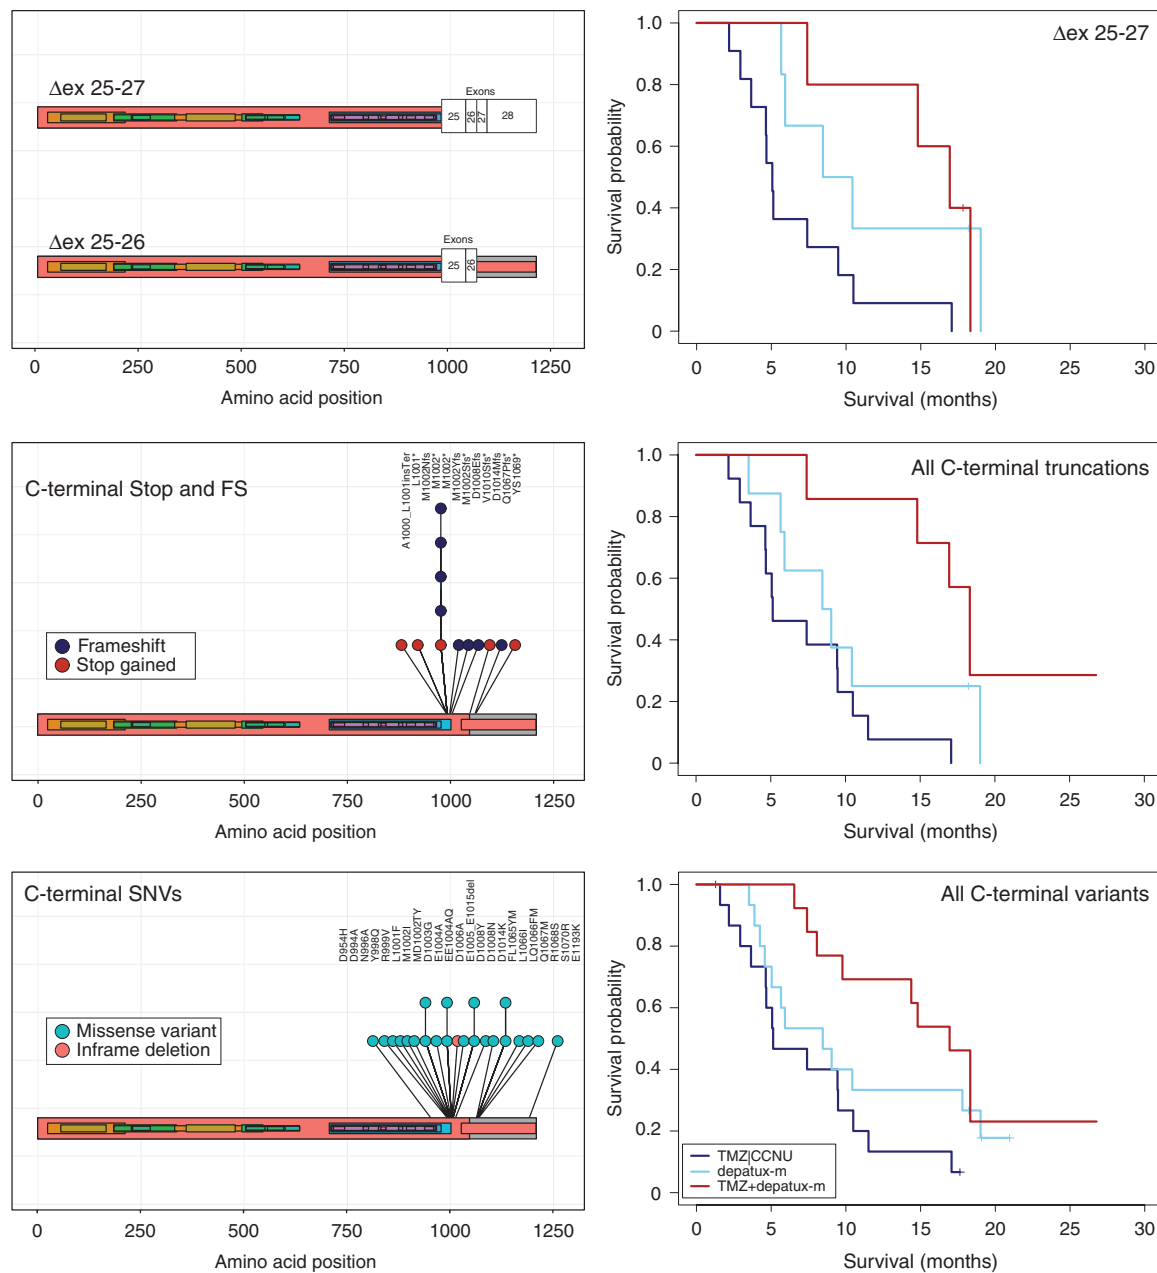 Δex 25-27
Exons
25
26
27
28
Δex 25-26
Exons
25
26
0
250
500
750
1000
1250
Amino acid position
Δex 25-27
Survival probability
1.0
0.8
0.6
0.4
0.2
0
0
5
10
15
20
25
30
Survival (months)
C-terminal Stop and FS
A1000_L1001insTer
L1001*
M1002Nfs
M1002*
M1002*
M1002Yfs
M1002Sfs*
D1008Efs
V1010Sfs*
D1014Mfs
Q1067Pfs*
YS1069*
Frameshift
Stop gained
0
250
500
750
1000
1250
Amino acid position
All C-terminal truncations
Survival probability
1.0
0.8
0.6
0.4
0.2
0
0
5
10
15
20
25
30
Survival (months)
C-terminal SNVs
D954H
D994A
N996A
Y998Q
R999V
L1001F
M1002I
MD1002TY
D1003G
E1004A
EE1004AQ
D1006A
E1005_E1015del
D1008Y
D1008N
D1014K
FL1065YM
L1066I
LQ1066FM
Q1067M
R1068S
S1070R
E1193K
Missense variant
Inframe deletion
0
250
500
750
1000
1250
Amino acid position
All C-terminal variants
Survival probability
1.0
0.8
0.6
0.4
0.2
0
TMZ|CCNU
depatux-m
TMZ+depatux-m
0
5
10
15
20
25
30
Survival (months)